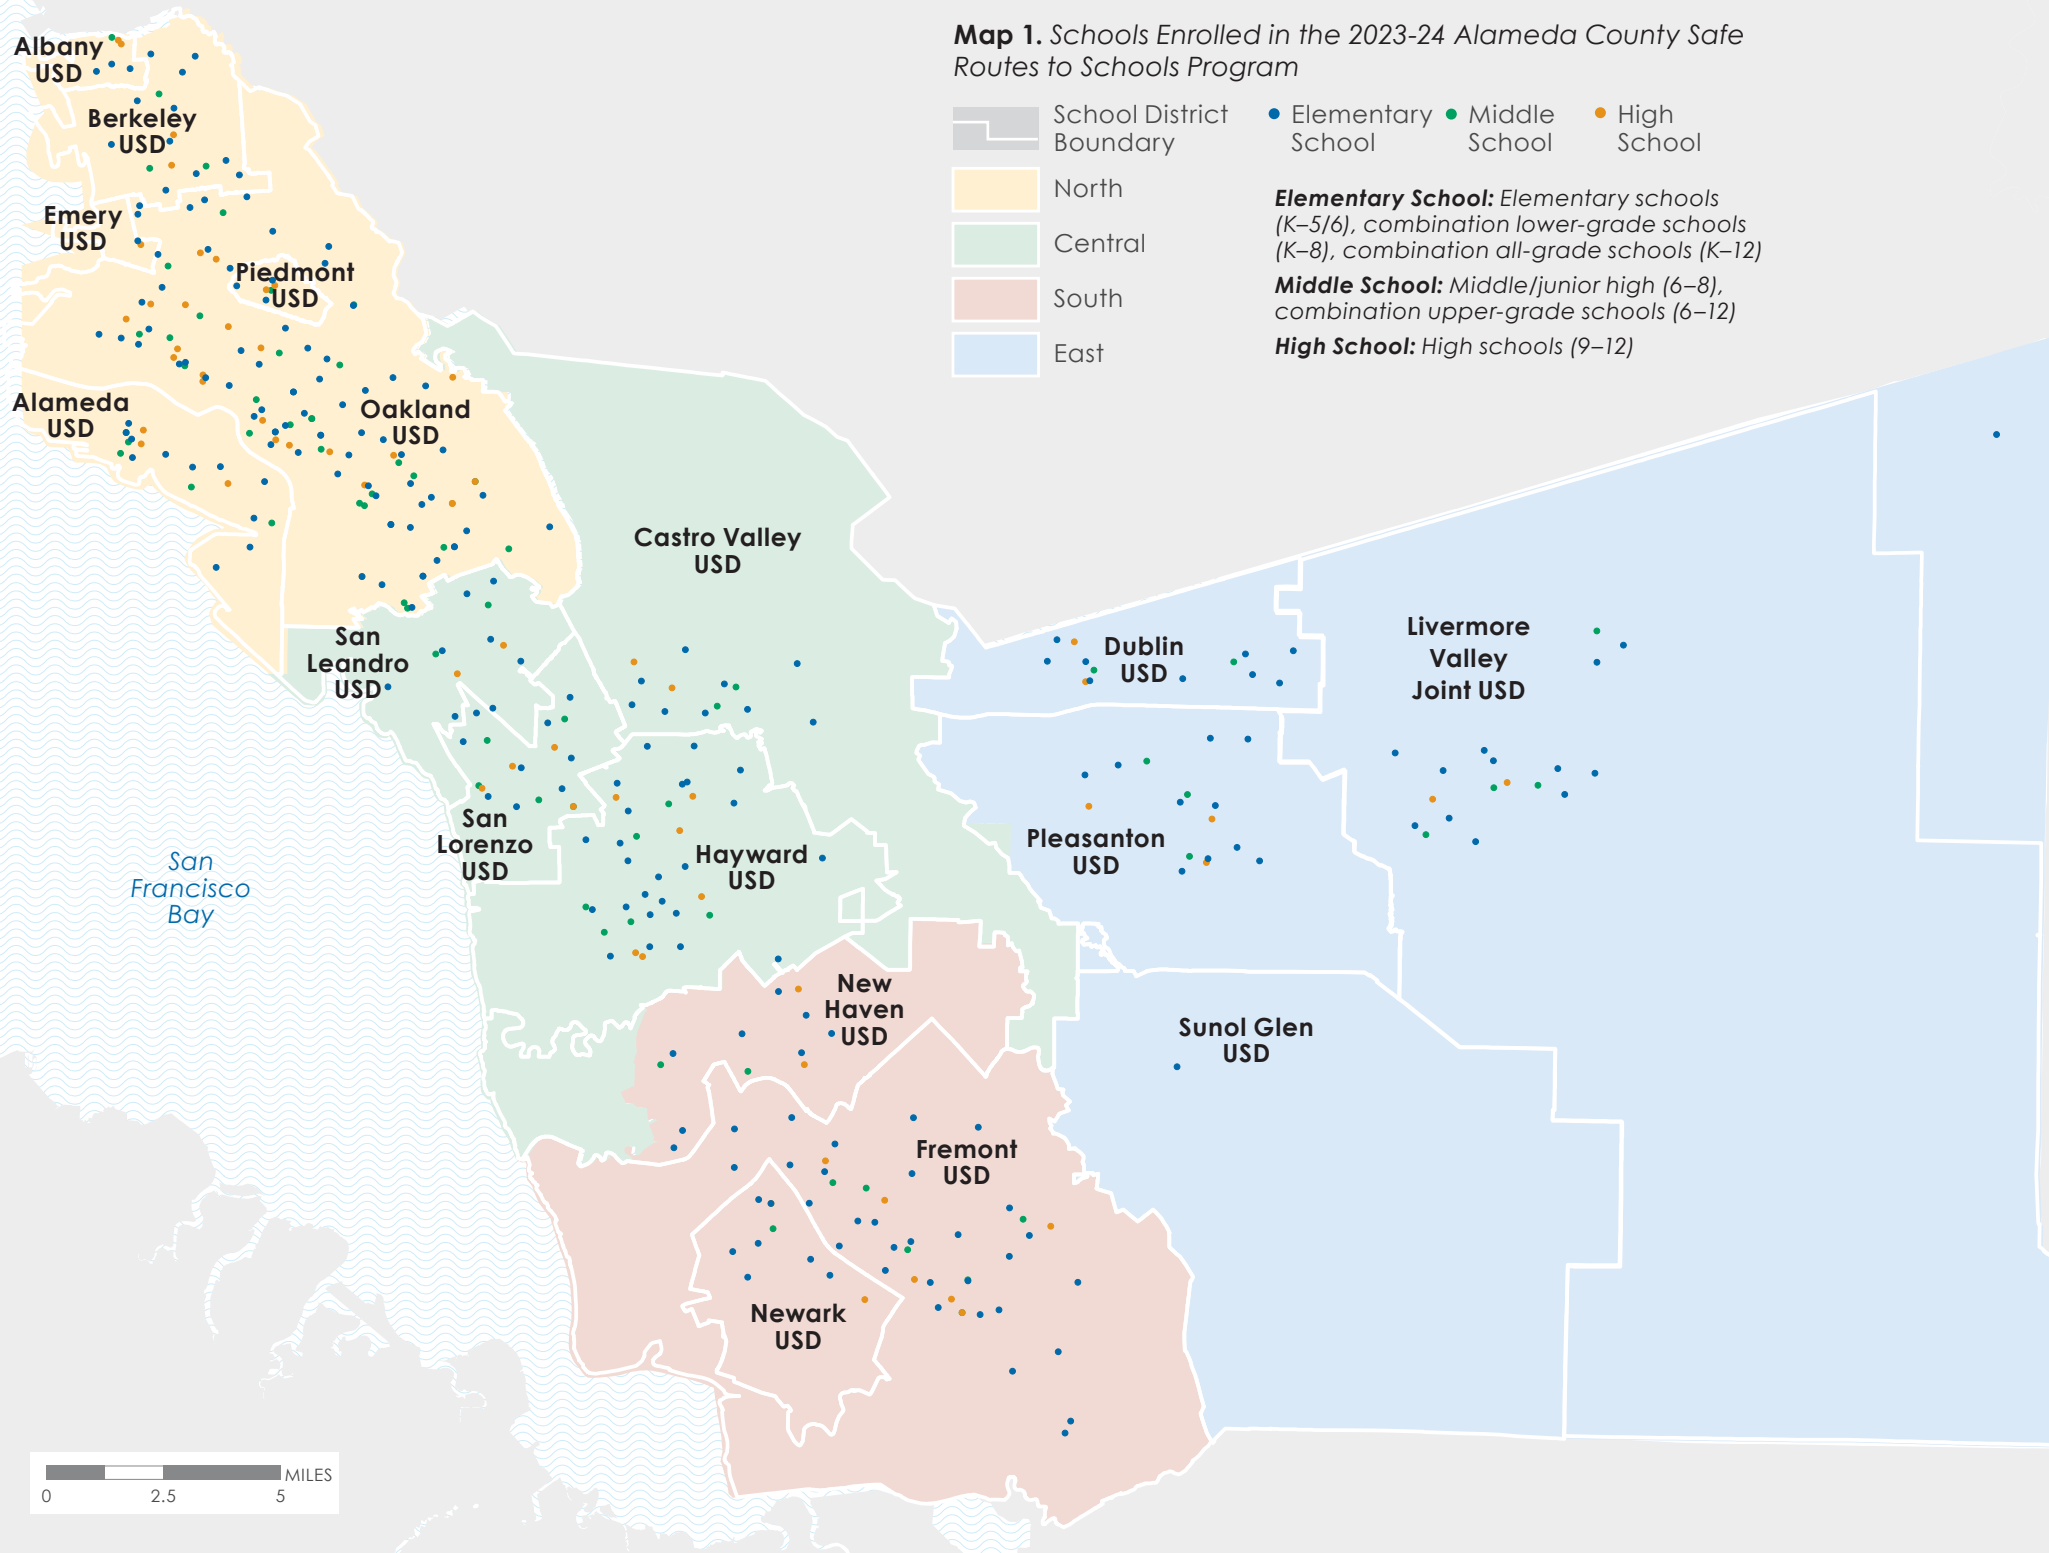 Map 1. Schools Enrolled in the 2023-24 Alameda County Safe
Routes to Schools Program
School District
Boundary
Elementary
School
Middle
School
High
School
North
Central
South
East
Elementary School: Elementary schools
(K–5/6), combination lower-grade schools
(K–8), combination all-grade schools (K–12)
Middle School: Middle/junior high (6–8),
combination upper-grade schools (6–12)
High School: High schools (9–12)
Albany
USD
Berkeley
USD
Emery
USD
Piedmont
USD
Alameda
USD
Oakland
USD
Castro Valley
USD
San
Leandro
USD
Dublin
USD
Livermore
Valley
Joint USD
San
Lorenzo
USD
Hayward
USD
Pleasanton
USD
San
Francisco
Bay
New
Haven
USD
Sunol Glen
USD
Fremont
USD
Newark
USD
MILES
0 2.5 5